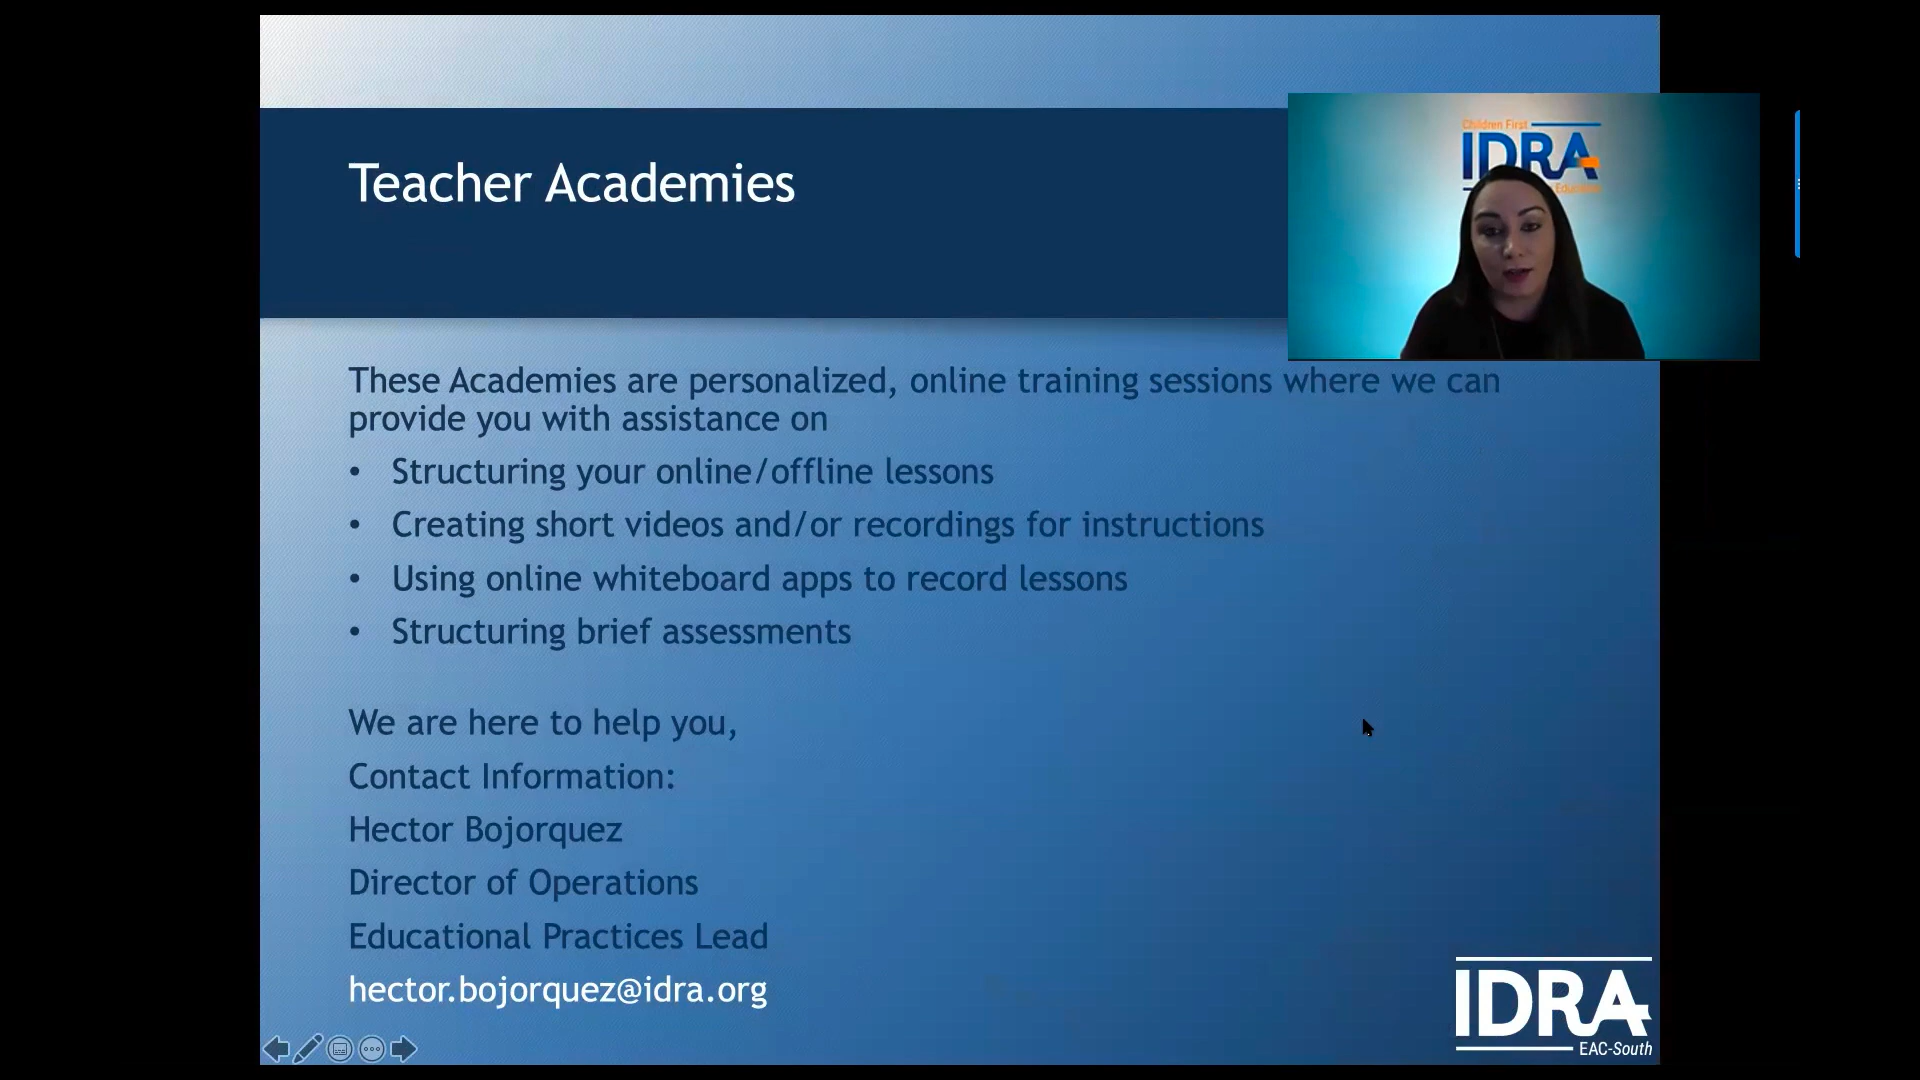 Teacher Academies
Children First
IDRA
These Academies are personalized, online training sessions where we can
provide you with assistance on
• Structuring your online/offline lessons
• Creating short videos and/or recordings for instructions
• Using online whiteboard apps to record lessons
• Structuring brief assessments
We are here to help you,
Contact Information:
Hector Bojorquez
Director of Operations
Educational Practices Lead
hector.bojorquez@idra.org
IDRA
EAC-South